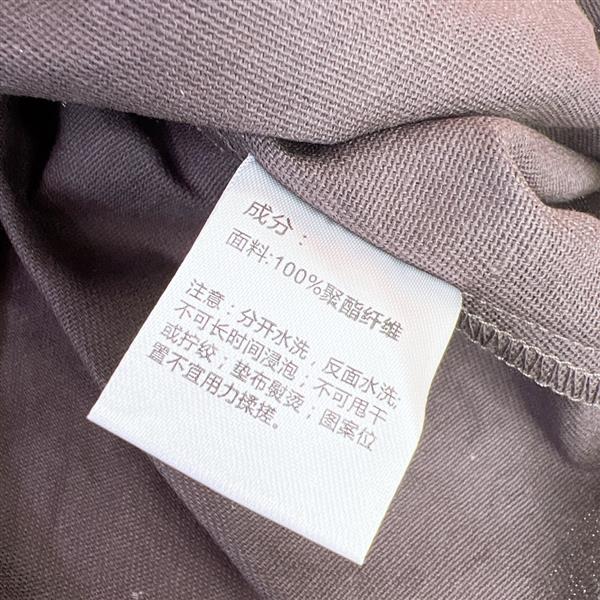 成分：
面料:100%聚酯纤维
注意：分开水洗，反面水洗;
不可长时间浸泡；不可甩干
或拧绞；垫布熨烫；图案位
置不宜用力揉搓。